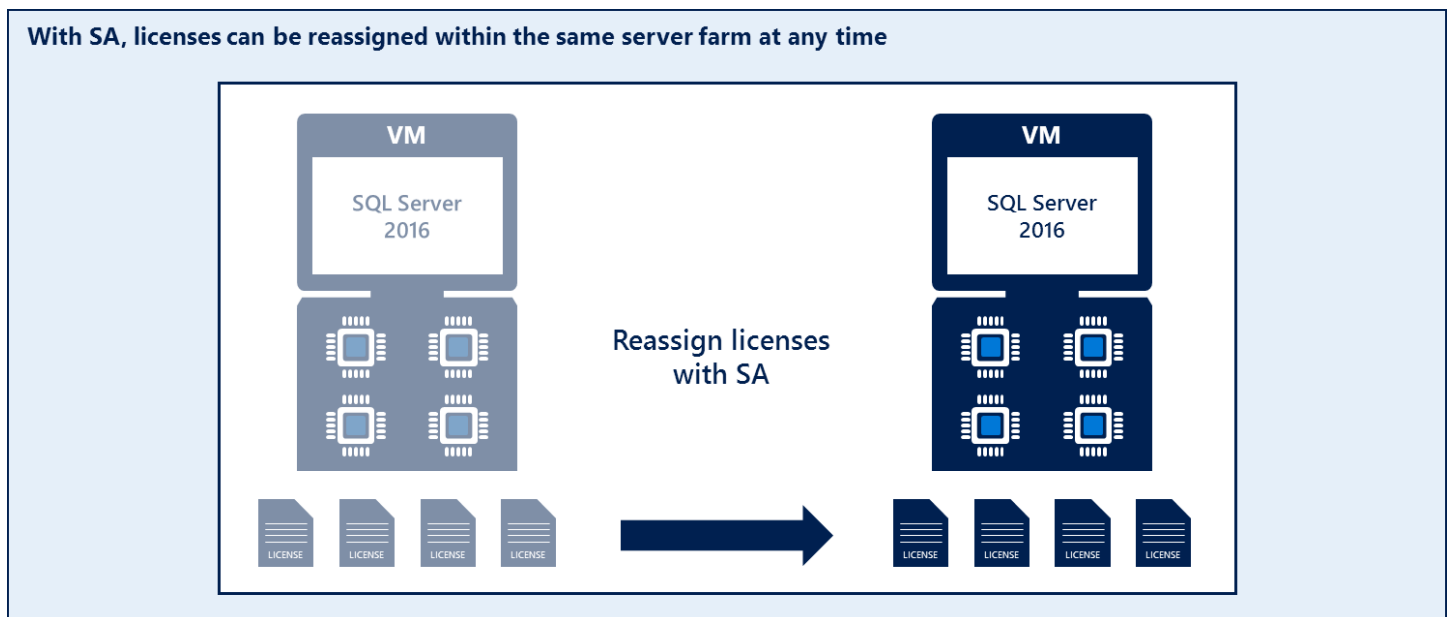 With SA, licenses can be reassigned within the same server farm at any time
VM
SQL Server
2016
VM
SQL Server
2016
Reassign licenses
with SA
LICENSE
LICENSE
LICENSE
LICENSE
LICENSE
LICENSE
LICENSE
LICENSE